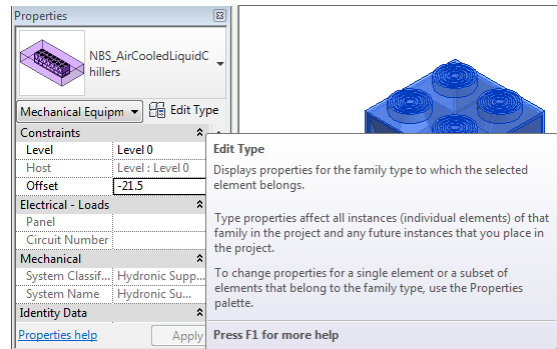 Properties
NBS_AirCooledLiquidC
hillers
Mechanical Equipm
Edit Type
Constraints
Level Level 0
Host Level : Level 0
Offset -21.5
Electrical - Loads
Panel
Circuit Number
Mechanical
System Classif... Hydronic Supp...
System Name Hydronic Su...
Identity Data
Properties help
Apply
Edit Type
Displays properties for the family type to which the selected
element belongs.
Type properties affect all instances (individual elements) of that
family in the project and any future instances that you place in
the project.
To change properties for a single element or a subset of
elements that belong to the family type, use the Properties
palette.
Press F1 for more help